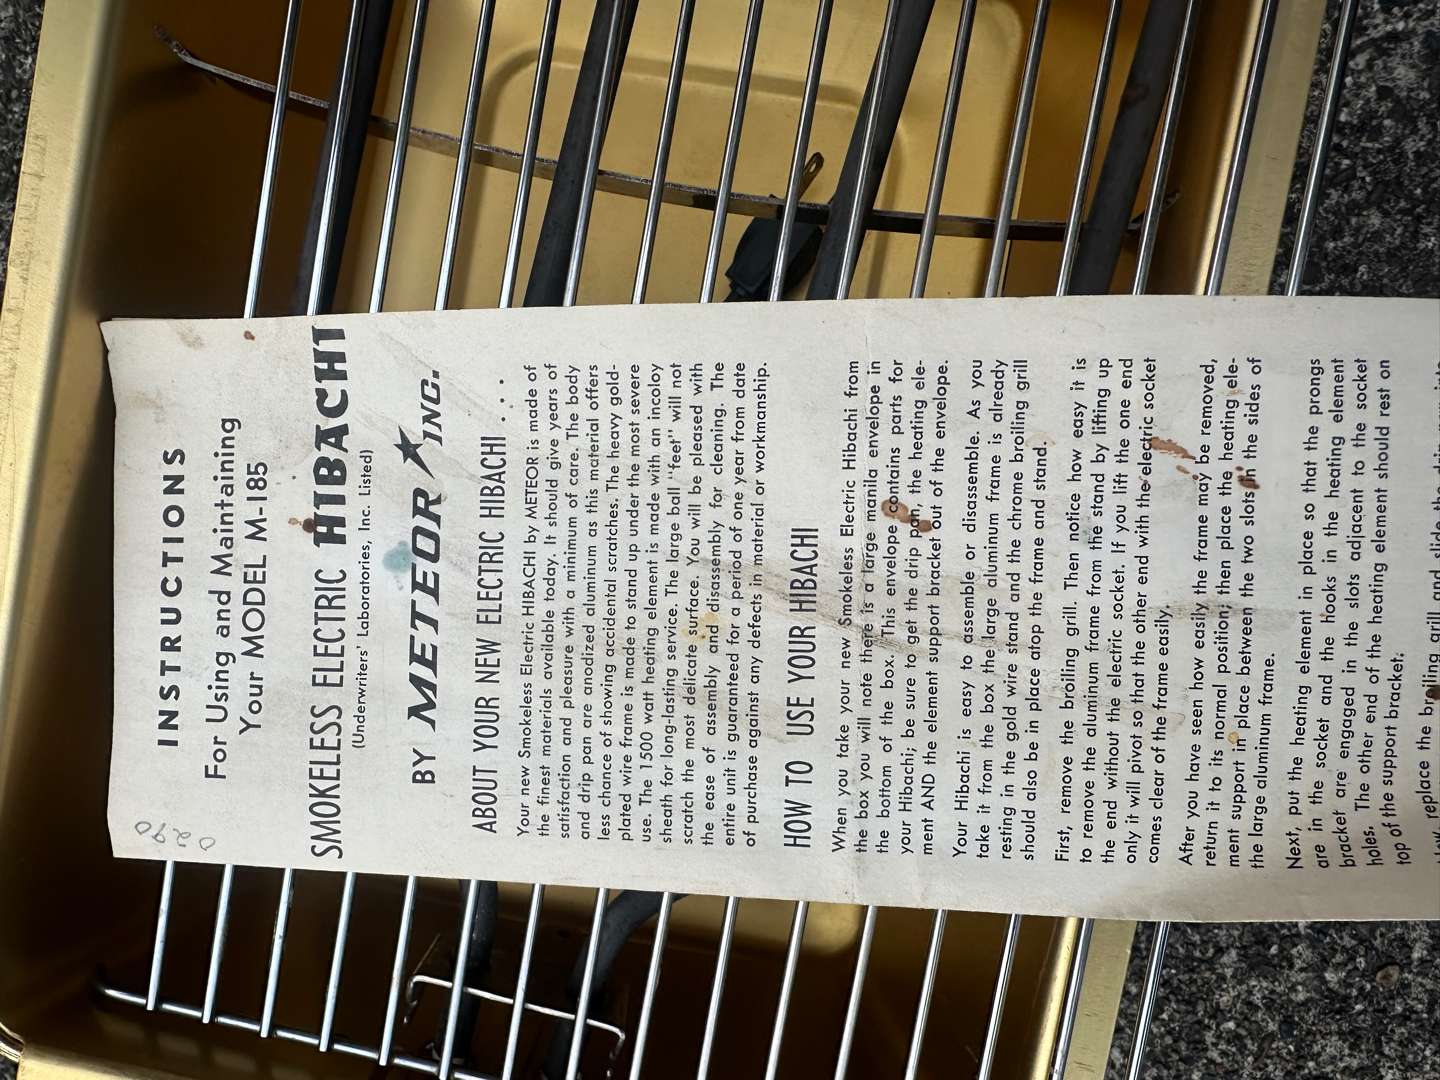 0290
INSTRUCTIONS
For Using and Maintaining
Your MODEL M-185
SMOKELESS ELECTRIC HIBACHI
(Underwriters' Laboratories, Inc. Listed)
BY METEOR INC.
ABOUT YOUR NEW ELECTRIC HIBACHI . . . .
Your new Smokeless Electric HIBACHI by METEOR is made of
the finest materials available today. It should give years of
satisfaction and pleasure with a minimum of care. The body
and drip pan are anodized aluminum as this material offers
less chance of showing accidental scratches. The heavy gold-
plated wire frame is made to stand up under the most severe
use. The 1500 watt heating element is made with an incoloy
sheath for long-lasting service. The large ball "feet" will not
scratch the most delicate surface. You will be pleased with
the ease of assembly and disassembly for cleaning. The
entire unit is guaranteed for a period of one year from date
of purchase against any defects in material or workmanship.
HOW TO USE YOUR HIBACHI
When you take your new Smokeless Electric Hibachi from
the box you will note there is a large manila envelope in
the bottom of the box. This envelope contains parts for
your Hibachi; be sure to get the drip pan, the heating ele-
ment AND the element support bracket out of the envelope.
Your Hibachi is easy to assemble or disassemble. As you
take it from the box the large aluminum frame is already
resting in the gold wire stand and the chrome broiling grill
should also be in place atop the frame and stand.
First, remove the broiling grill. Then notice how easy it is
to remove the aluminum frame from the stand by lifting up
the end without the electric socket. If you lift the one end
only it will pivot so that the other end with the electric socket
comes clear of the frame easily.
After you have seen how easily the frame may be removed,
return it to its normal position; then place the heating ele-
ment support in place between the two slots in the sides of
the large aluminum frame.
Next, put the heating element in place so that the prongs
are in the socket and the hooks in the heating element
bracket are engaged in the slots adjacent to the socket
holes. The other end of the heating element should rest on
top of the support bracket.
replace the broiling grill and slide the drip pan into